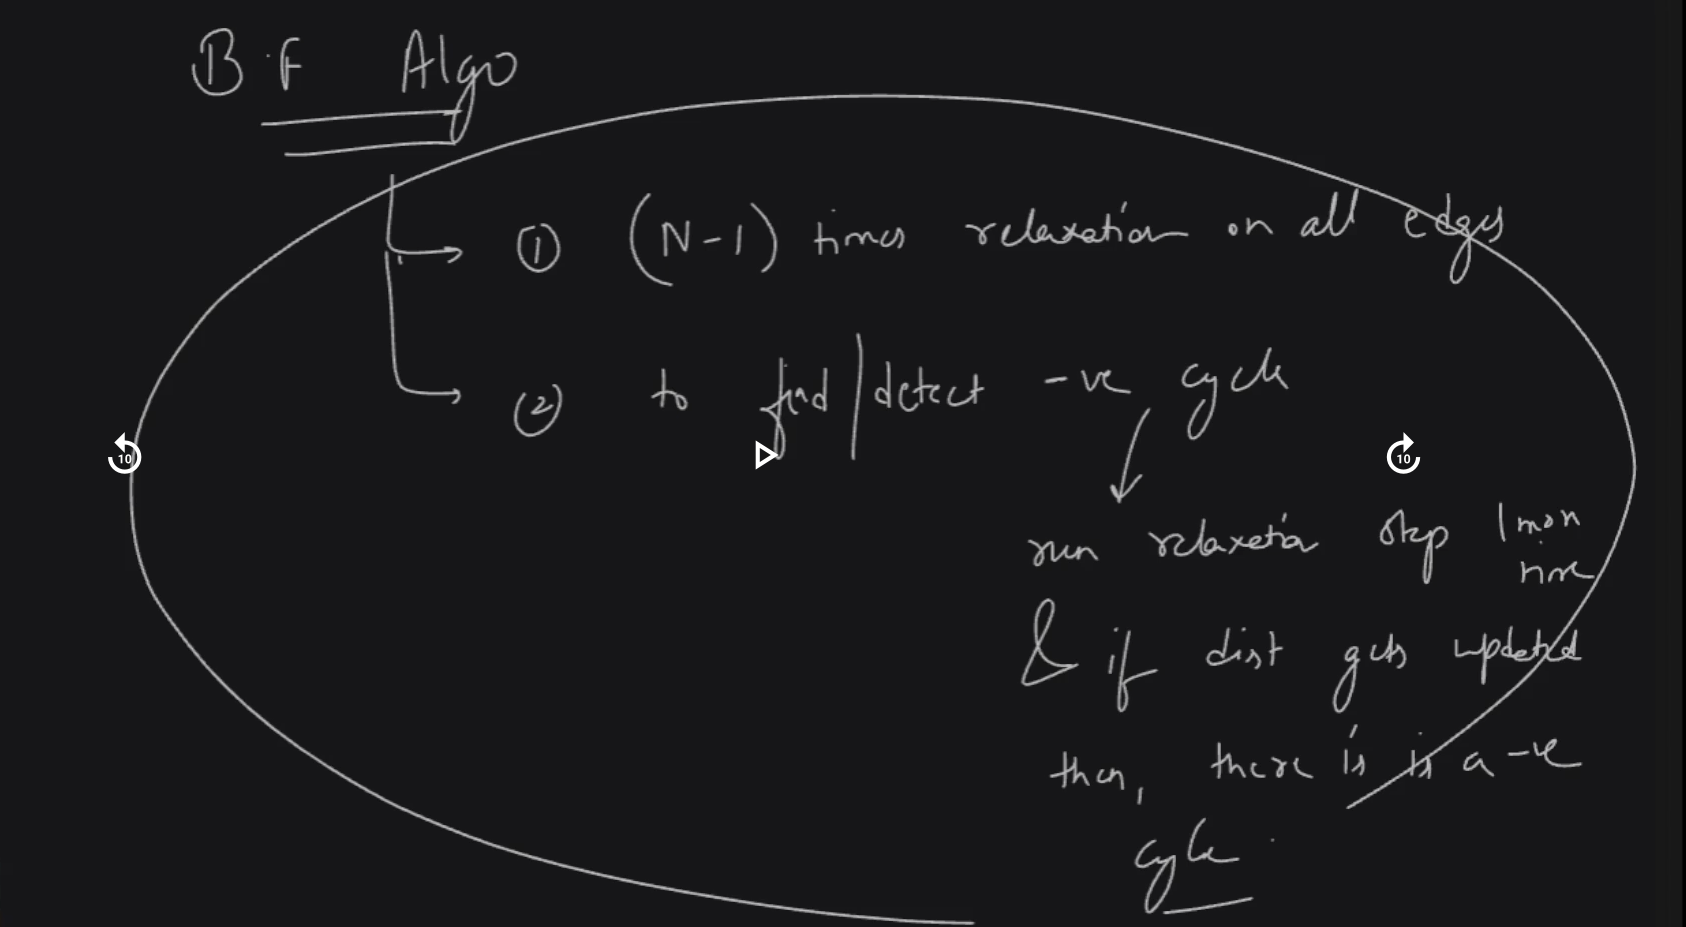 B.F Algo
① (N-1) times relaxation on all edges
② to find/detect -ve cycle
run relaxation step 1 more
time
& if dist gets updated
then, there is is a -ve
cycle
10
10